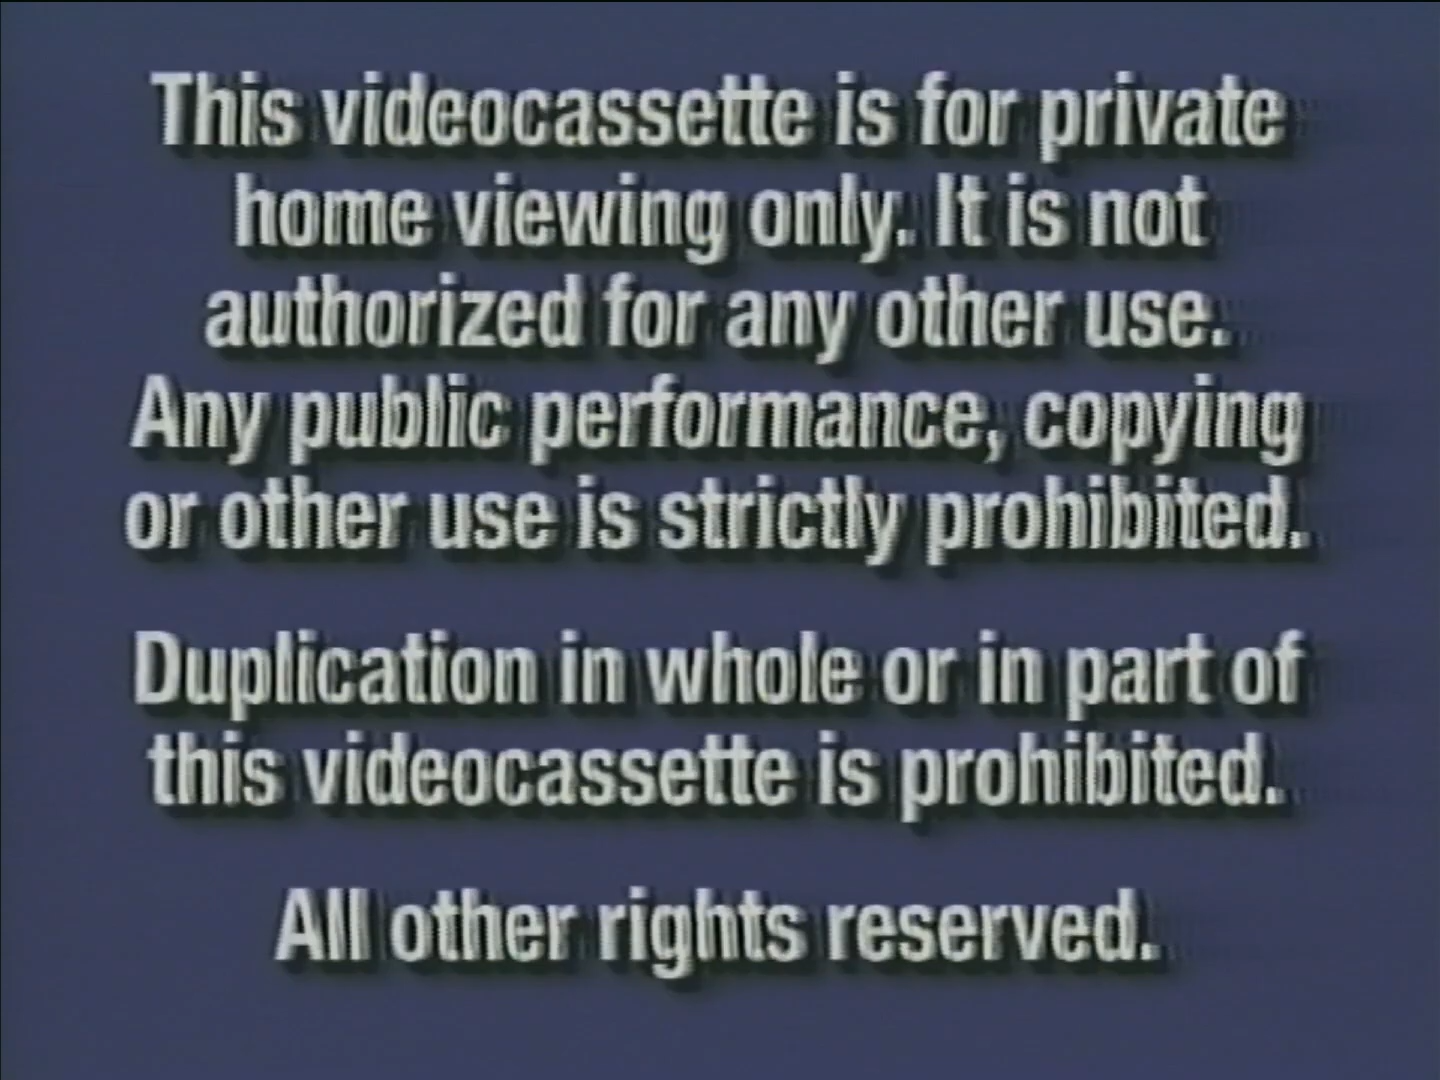 This videocassette is for private
home viewing only. It is not
authorized for any other use.
Any public performance, copying
or other use is strictly prohibited.
Duplication in whole or in part of
this videocassette is prohibited.
All other rights reserved.